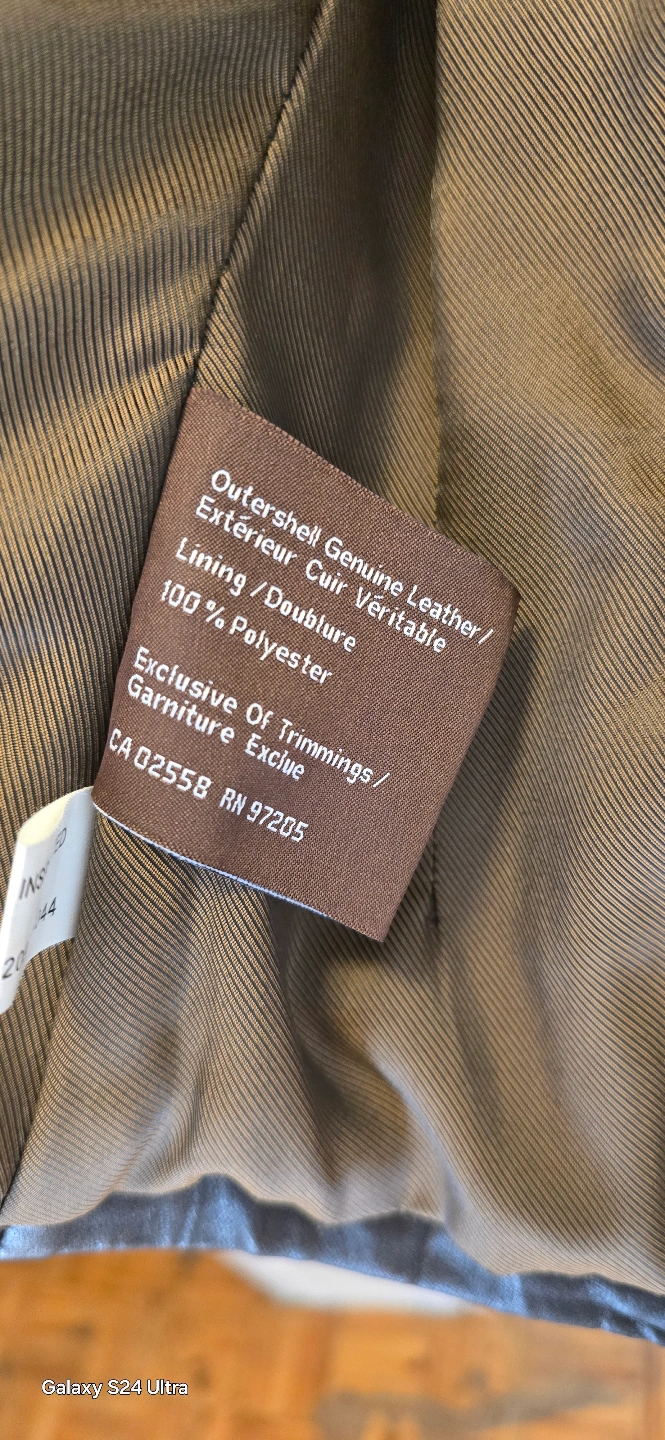 Outershell Genuine Leather/
Extérieur Cuir Véritable
Lining / Doublure
100 % Polyester
Exclusive Of Trimmings/
Garniture Exclue
CA 02558 RN 97205
Galaxy S24 Ultra